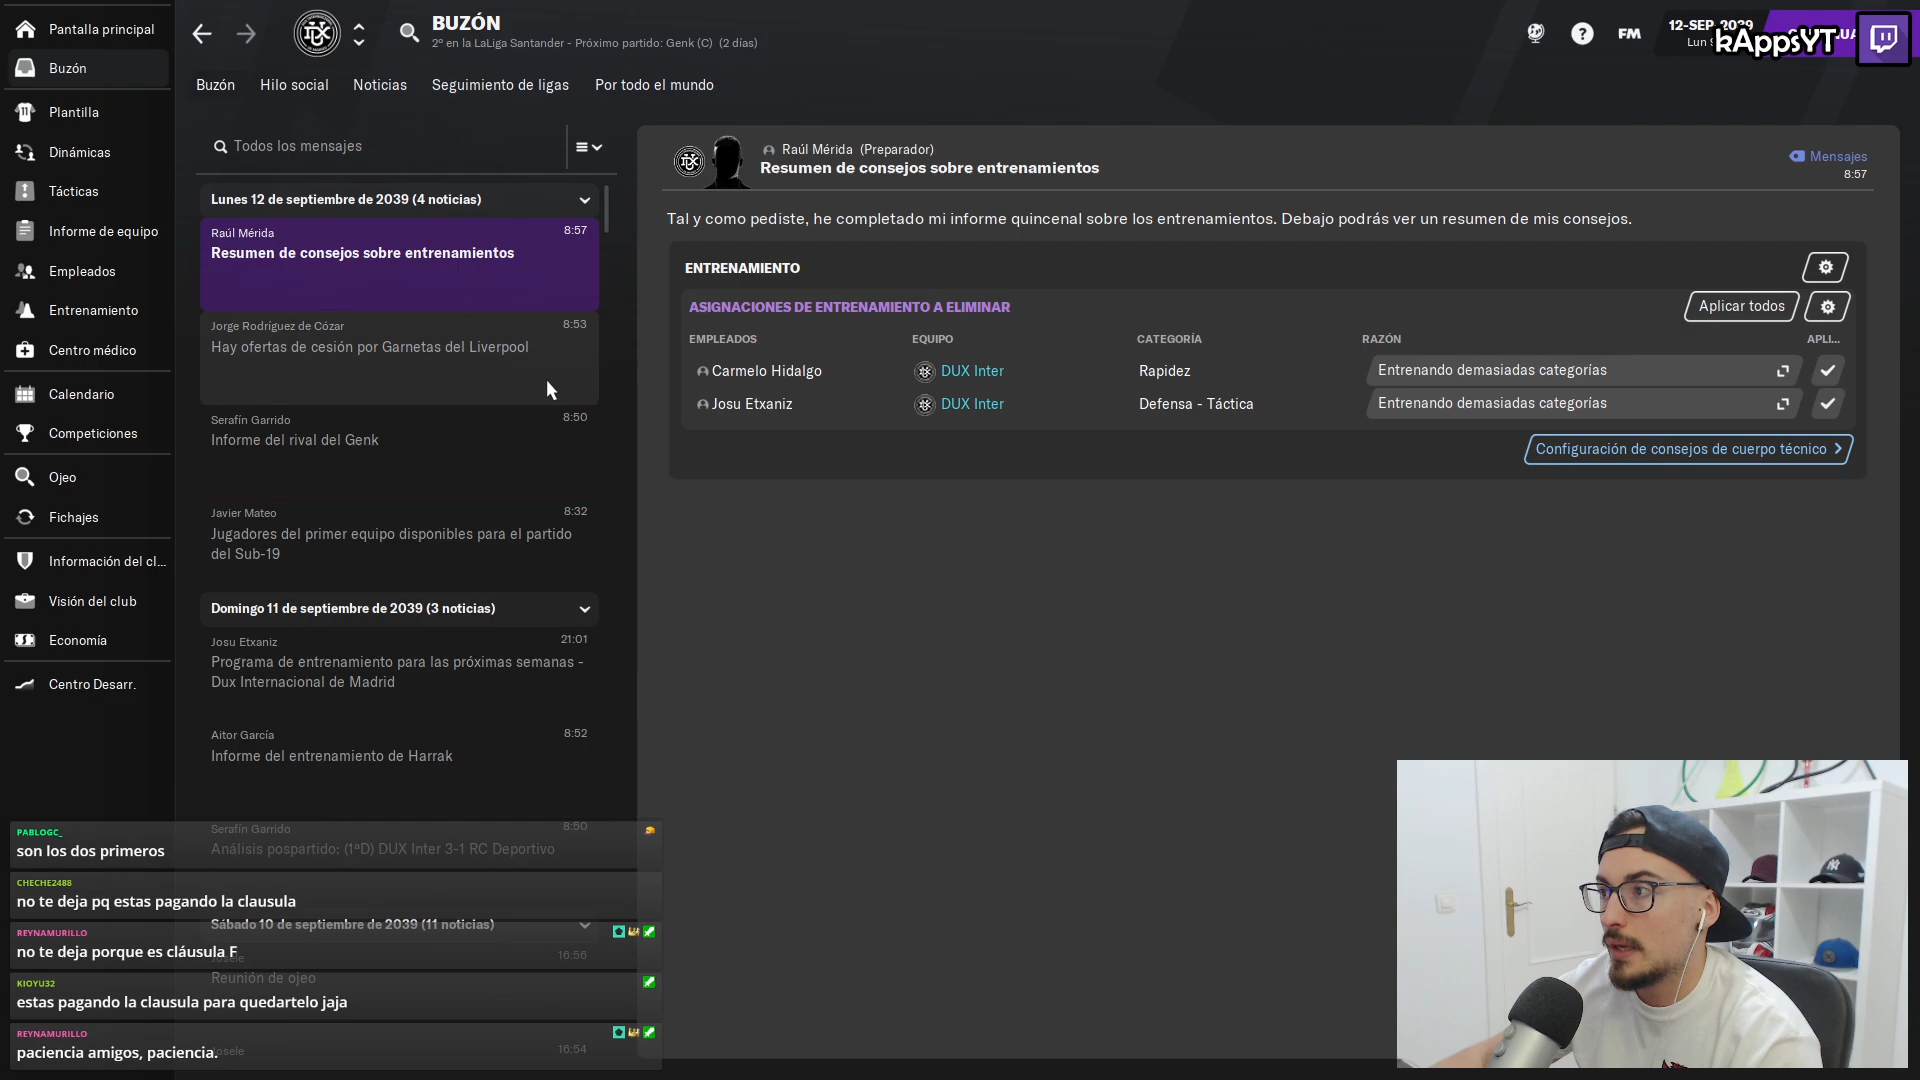 Pantalla principal
Buzón
Plantilla
Dinámicas
Tácticas
Informe de equipo
Empleados
Entrenamiento
Centro médico
Calendario
Competiciones
Ojeo
Fichajes
Información del cl...
Visión del club
Economía
Centro Desarr.
BUZÓN
2º en la LaLiga Santander - Próximo partido: Genk (C) (2 días)
FM
12-SEP-2039
Lun
kAppsYT
Buzón
Hilo social
Noticias
Seguimiento de ligas
Por todo el mundo
Todos los mensajes
Lunes 12 de septiembre de 2039 (4 noticias)
Raúl Mérida 8:57
Resumen de consejos sobre entrenamientos
Jorge Rodríguez de Cózar 8:53
Hay ofertas de cesión por Garnetas del Liverpool
Serafín Garrido 8:50
Informe del rival del Genk
Javier Mateo 8:32
Jugadores del primer equipo disponibles para el partido
del Sub-19
Domingo 11 de septiembre de 2039 (3 noticias)
Josu Etxaniz 21:01
Programa de entrenamiento para las próximas semanas -
Dux Internacional de Madrid
Aitor García 8:52
Informe del entrenamiento de Harrak
Serafín Garrido 8:50
Análisis pospartido: (1ªD) DUX Inter 3-1 RC Deportivo
Sábado 10 de septiembre de 2039 (11 noticias)
16:56
Reunión de ojeo
16:54
PABLOGC_
son los dos primeros
CHECHE2488
no te deja pq estas pagando la clausula
REYNAMURILLO
no te deja porque es cláusula F
KIOYU32
estas pagando la clausula para quedartelo jaja
REYNAMURILLO
paciencia amigos, paciencia.
Raúl Mérida (Preparador)
Resumen de consejos sobre entrenamientos
Mensajes
8:57
Tal y como pediste, he completado mi informe quincenal sobre los entrenamientos. Debajo podrás ver un resumen de mis consejos.
ENTRENAMIENTO
ASIGNACIONES DE ENTRENAMIENTO A ELIMINAR
Aplicar todos
EMPLEADOS EQUIPO CATEGORÍA RAZÓN APLI...
Carmelo Hidalgo DUX Inter Rapidez Entrenando demasiadas categorías
Josu Etxaniz DUX Inter Defensa - Táctica Entrenando demasiadas categorías
Configuración de consejos de cuerpo técnico